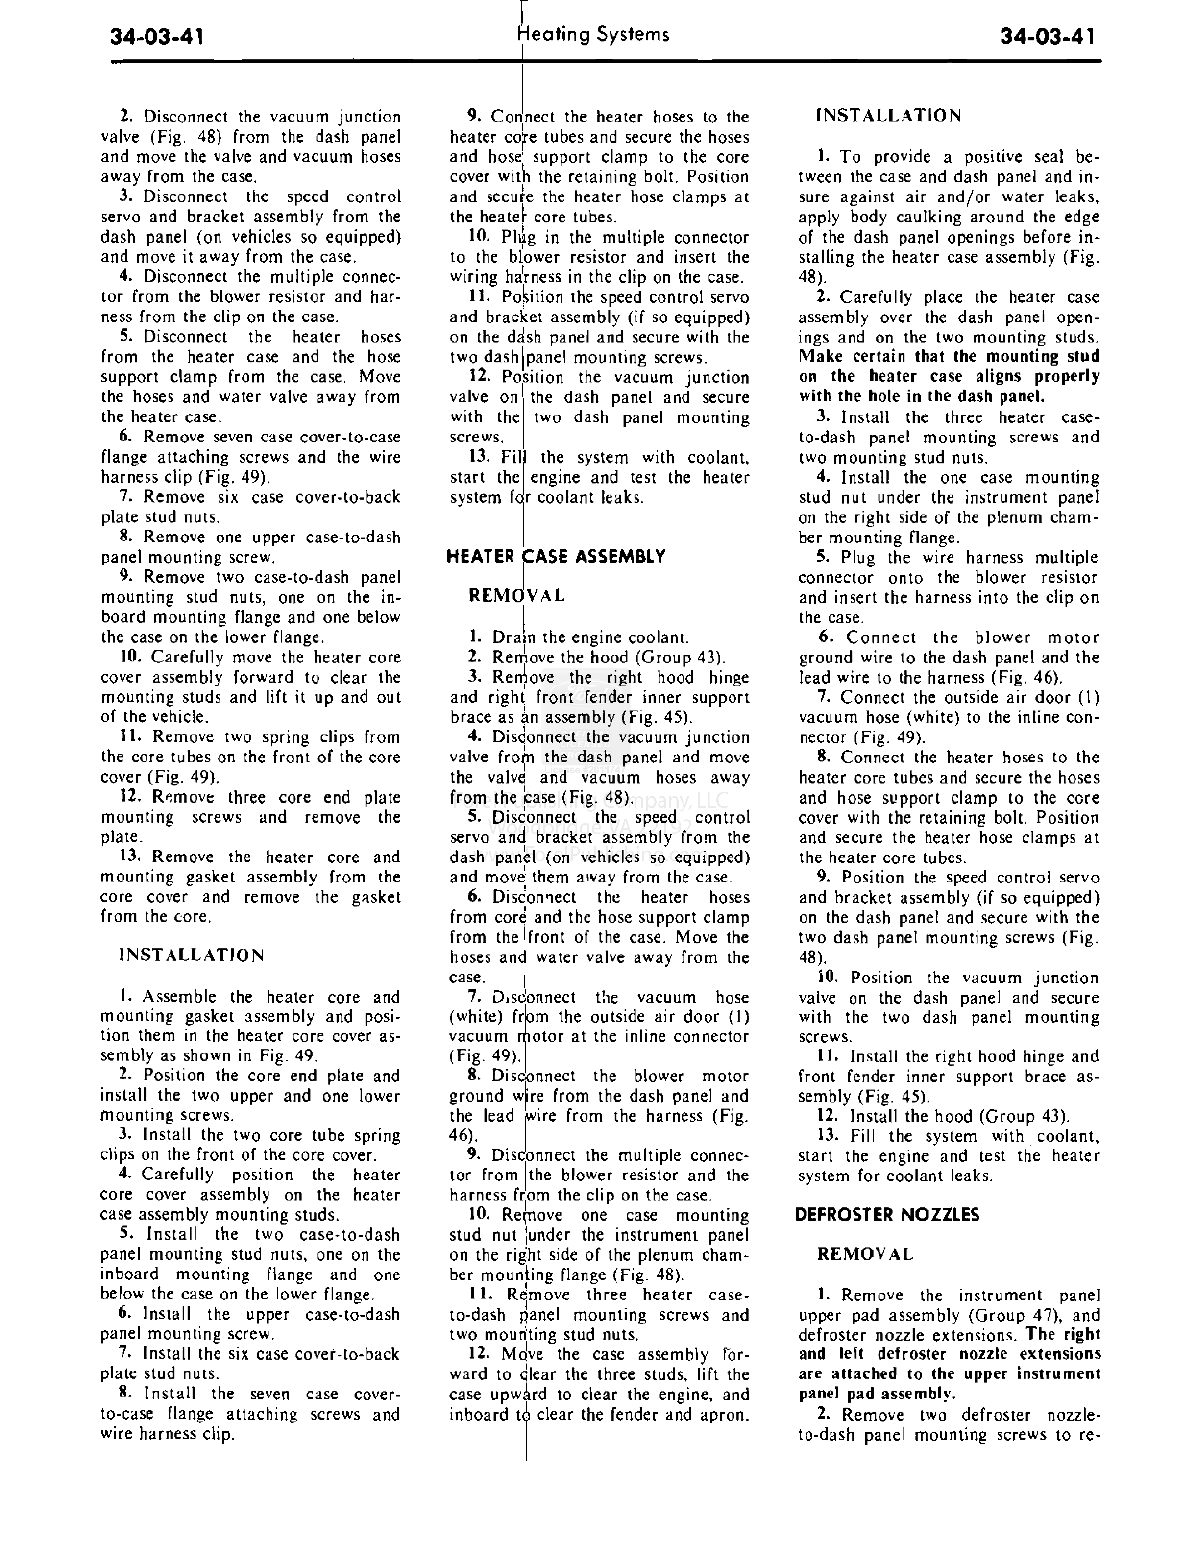 34-03-41
Heating Systems
34-03-41
2. Disconnect the vacuum junction
valve (Fig. 48) from the dash panel
and move the valve and vacuum hoses
away from the case.
3. Disconnect the speed control
servo and bracket assembly from the
dash panel (on vehicles so equipped)
and move it away from the case.
4. Disconnect the multiple connec-
tor from the blower resistor and har-
ness from the clip on the case.
5. Disconnect the heater hoses
from the heater case and the hose
support clamp from the case. Move
the hoses and water valve away from
the heater case.
6. Remove seven case cover-to-case
flange attaching screws and the wire
harness clip (Fig. 49).
7. Remove six case cover-to-back
plate stud nuts.
8. Remove one upper case-to-dash
panel mounting screw.
9. Remove two case-to-dash panel
mounting stud nuts, one on the in-
board mounting flange and one below
the case on the lower flange.
10. Carefully move the heater core
cover assembly forward to clear the
mounting studs and lift it up and out
of the vehicle.
11. Remove two spring clips from
the core tubes on the front of the core
cover (Fig. 49).
12. Remove three core end plate
mounting screws and remove the
plate.
13. Remove the heater core and
mounting gasket assembly from the
core cover and remove the gasket
from the core.
INSTALLATION
1. Assemble the heater core and
mounting gasket assembly and posi-
tion them in the heater core cover as-
sembly as shown in Fig. 49.
2. Position the core end plate and
install the two upper and one lower
mounting screws.
3. Install the two core tube spring
clips on the front of the core cover.
4. Carefully position the heater
core cover assembly on the heater
case assembly mounting studs.
5. Install the two case-to-dash
panel mounting stud nuts, one on the
inboard mounting flange and one
below the case on the lower flange.
6. Install the upper case-to-dash
panel mounting screw.
7. Install the six case cover-to-back
plate stud nuts.
8. Install the seven case cover-
to-case flange attaching screws and
wire harness clip.
9. Connect the heater hoses to the
heater core tubes and secure the hoses
and hose support clamp to the core
cover with the retaining bolt. Position
and secure the heater hose clamps at
the heater core tubes.
10. Plug in the multiple connector
to the blower resistor and insert the
wiring harness in the clip on the case.
11. Position the speed control servo
and bracket assembly (if so equipped)
on the dash panel and secure with the
two dash panel mounting screws.
12. Position the vacuum junction
valve on the dash panel and secure
with the two dash panel mounting
screws.
13. Fill the system with coolant,
start the engine and test the heater
system for coolant leaks.
HEATER CASE ASSEMBLY
REMOVAL
1. Drain the engine coolant.
2. Remove the hood (Group 43).
3. Remove the right hood hinge
and right front fender inner support
brace as an assembly (Fig. 45).
4. Disconnect the vacuum junction
valve from the dash panel and move
the valve and vacuum hoses away
from the case (Fig. 48).
5. Disconnect the speed control
servo and bracket assembly from the
dash panel (on vehicles so equipped)
and move them away from the case.
6. Disconnect the heater hoses
from core and the hose support clamp
from the front of the case. Move the
hoses and water valve away from the
case.
7. Disconnect the vacuum hose
(white) from the outside air door (1)
vacuum motor at the inline connector
(Fig. 49).
8. Disconnect the blower motor
ground wire from the dash panel and
the lead wire from the harness (Fig.
46).
9. Disconnect the multiple connec-
tor from the blower resistor and the
harness from the clip on the case.
10. Remove one case mounting
stud nut under the instrument panel
on the right side of the plenum cham-
ber mounting flange (Fig. 48).
11. Remove three heater case-
to-dash panel mounting screws and
two mounting stud nuts.
12. Move the case assembly for-
ward to clear the three studs, lift the
case upward to clear the engine, and
inboard to clear the fender and apron.
INSTALLATION
1. To provide a positive seal be-
tween the case and dash panel and in-
sure against air and/or water leaks,
apply body caulking around the edge
of the dash panel openings before in-
stalling the heater case assembly (Fig.
48).
2. Carefully place the heater case
assembly over the dash panel open-
ings and on the two mounting studs.
Make certain that the mounting stud
on the heater case aligns properly
with the hole in the dash panel.
3. Install the three heater case-
to-dash panel mounting screws and
two mounting stud nuts.
4. Install the one case mounting
stud nut under the instrument panel
on the right side of the plenum cham-
ber mounting flange.
5. Plug the wire harness multiple
connector onto the blower resistor
and insert the harness into the clip on
the case.
6. Connect the blower motor
ground wire to the dash panel and the
lead wire to the harness (Fig. 46).
7. Connect the outside air door (1)
vacuum hose (white) to the inline con-
nector (Fig. 49).
8. Connect the heater hoses to the
heater core tubes and secure the hoses
and hose support clamp to the core
cover with the retaining bolt. Position
and secure the heater hose clamps at
the heater core tubes.
9. Position the speed control servo
and bracket assembly (if so equipped)
on the dash panel and secure with the
two dash panel mounting screws (Fig.
48).
10. Position the vacuum junction
valve on the dash panel and secure
with the two dash panel mounting
screws.
11. Install the right hood hinge and
front fender inner support brace as-
sembly (Fig. 45).
12. Install the hood (Group 43).
13. Fill the system with coolant,
start the engine and test the heater
system for coolant leaks.
DEFROSTER NOZZLES
REMOVAL
1. Remove the instrument panel
upper pad assembly (Group 47), and
defroster nozzle extensions. The right
and left defroster nozzle extensions
are attached to the upper instrument
panel pad assembly.
2. Remove two defroster nozzle-
to-dash panel mounting screws to re-